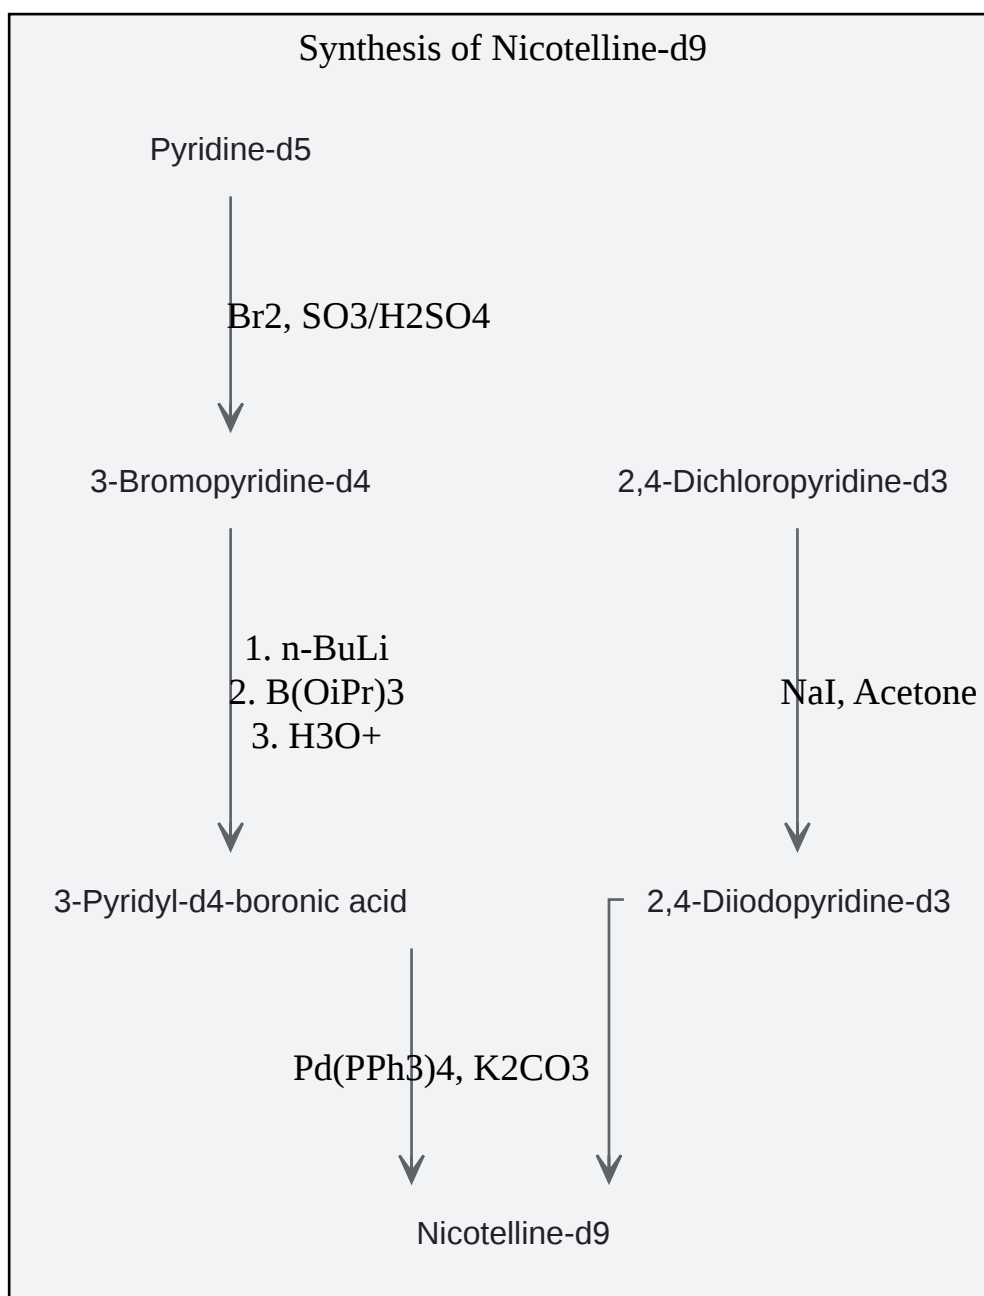 Synthesis of Nicotelline-d9
Pyridine-d5
Br2, SO3/H2SO4
3-Bromopyridine-d4
2,4-Dichloropyridine-d3
1. n-BuLi
2. B(OiPr)3
3. H3O+
NaI, Acetone
3-Pyridyl-d4-boronic acid
2,4-Diiodopyridine-d3
Pd(PPh3)4, K2CO3
Nicotelline-d9